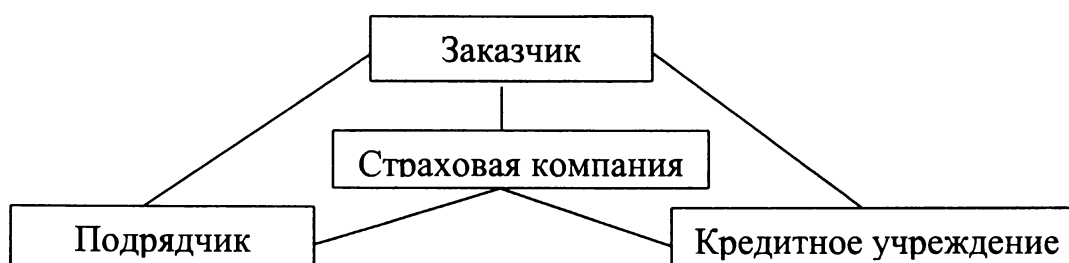 Заказчик
Страховая компания
Подрядчик
Кредитное учреждение